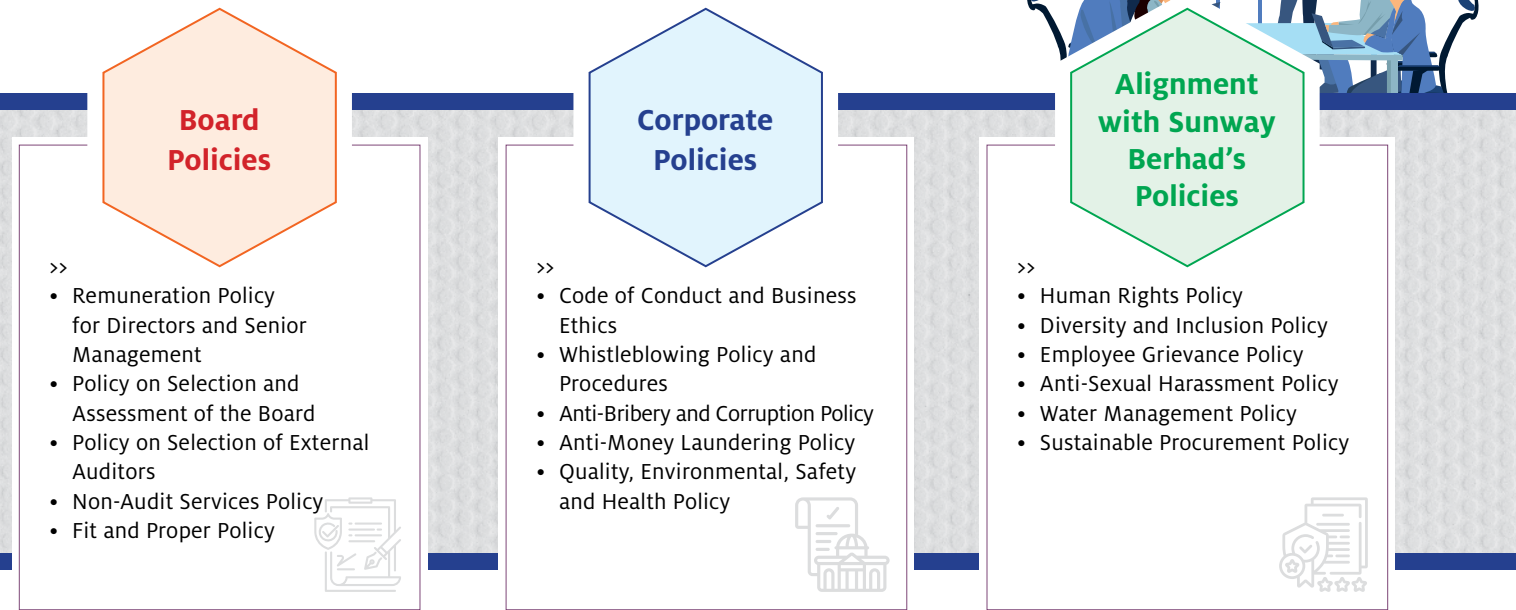 Board
Policies
>>
• Remuneration Policy
for Directors and Senior
Management
• Policy on Selection and
Assessment of the Board
• Policy on Selection of External
Auditors
• Non-Audit Services Policy
• Fit and Proper Policy
Corporate
Policies
>>
• Code of Conduct and Business
Ethics
• Whistleblowing Policy and
Procedures
• Anti-Bribery and Corruption Policy
• Anti-Money Laundering Policy
• Quality, Environmental, Safety
and Health Policy
Alignment
with Sunway
Berhad’s
Policies
>>
• Human Rights Policy
• Diversity and Inclusion Policy
• Employee Grievance Policy
• Anti-Sexual Harassment Policy
• Water Management Policy
• Sustainable Procurement Policy